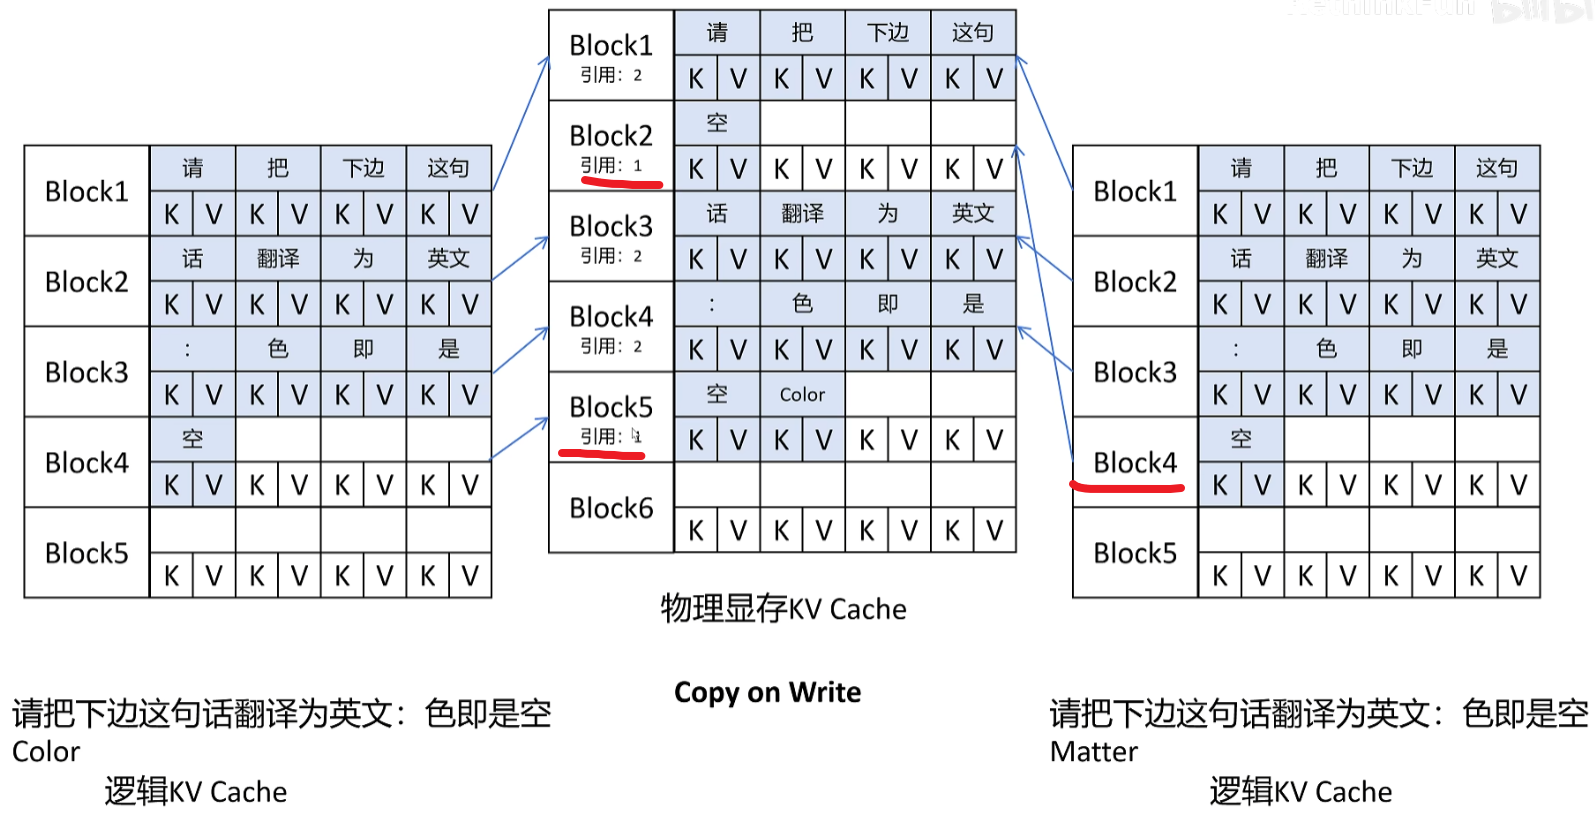 Block1
请 把 下边 这句
K V K V K V K V
Block2
话 翻译 为 英文
K V K V K V K V
Block3
： 色 即 是
K V K V K V K V
Block4
空
K V K V K V K V
Block5
K V K V K V K V
请把下边这句话翻译为英文：色即是空
Color
逻辑KV Cache
Block1
引用：2
请 把 下边 这句
K V K V K V K V
Block2
引用：1
空
K V K V K V K V
Block3
引用：2
话 翻译 为 英文
K V K V K V K V
Block4
引用：2
： 色 即 是
K V K V K V K V
Block5
引用：1
空 Color
K V K V K V K V
Block6
K V K V K V K V
物理显存KV Cache
Copy on Write
Block1
请 把 下边 这句
K V K V K V K V
Block2
话 翻译 为 英文
K V K V K V K V
Block3
： 色 即 是
K V K V K V K V
Block4
空
K V K V K V K V
Block5
K V K V K V K V
请把下边这句话翻译为英文：色即是空
Matter
逻辑KV Cache